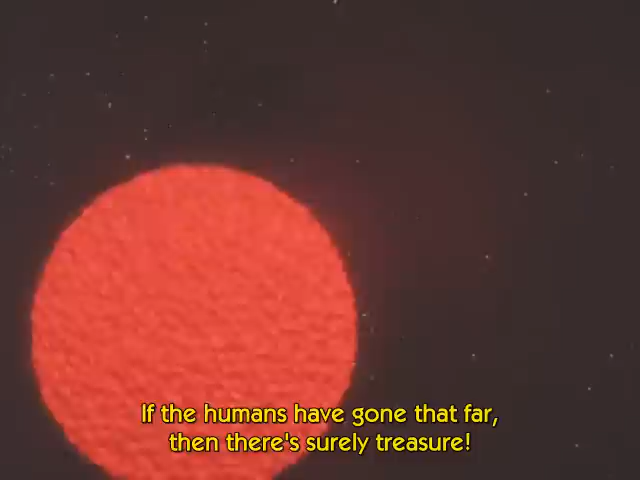 If the humans have gone that far,
then there's surely treasure!